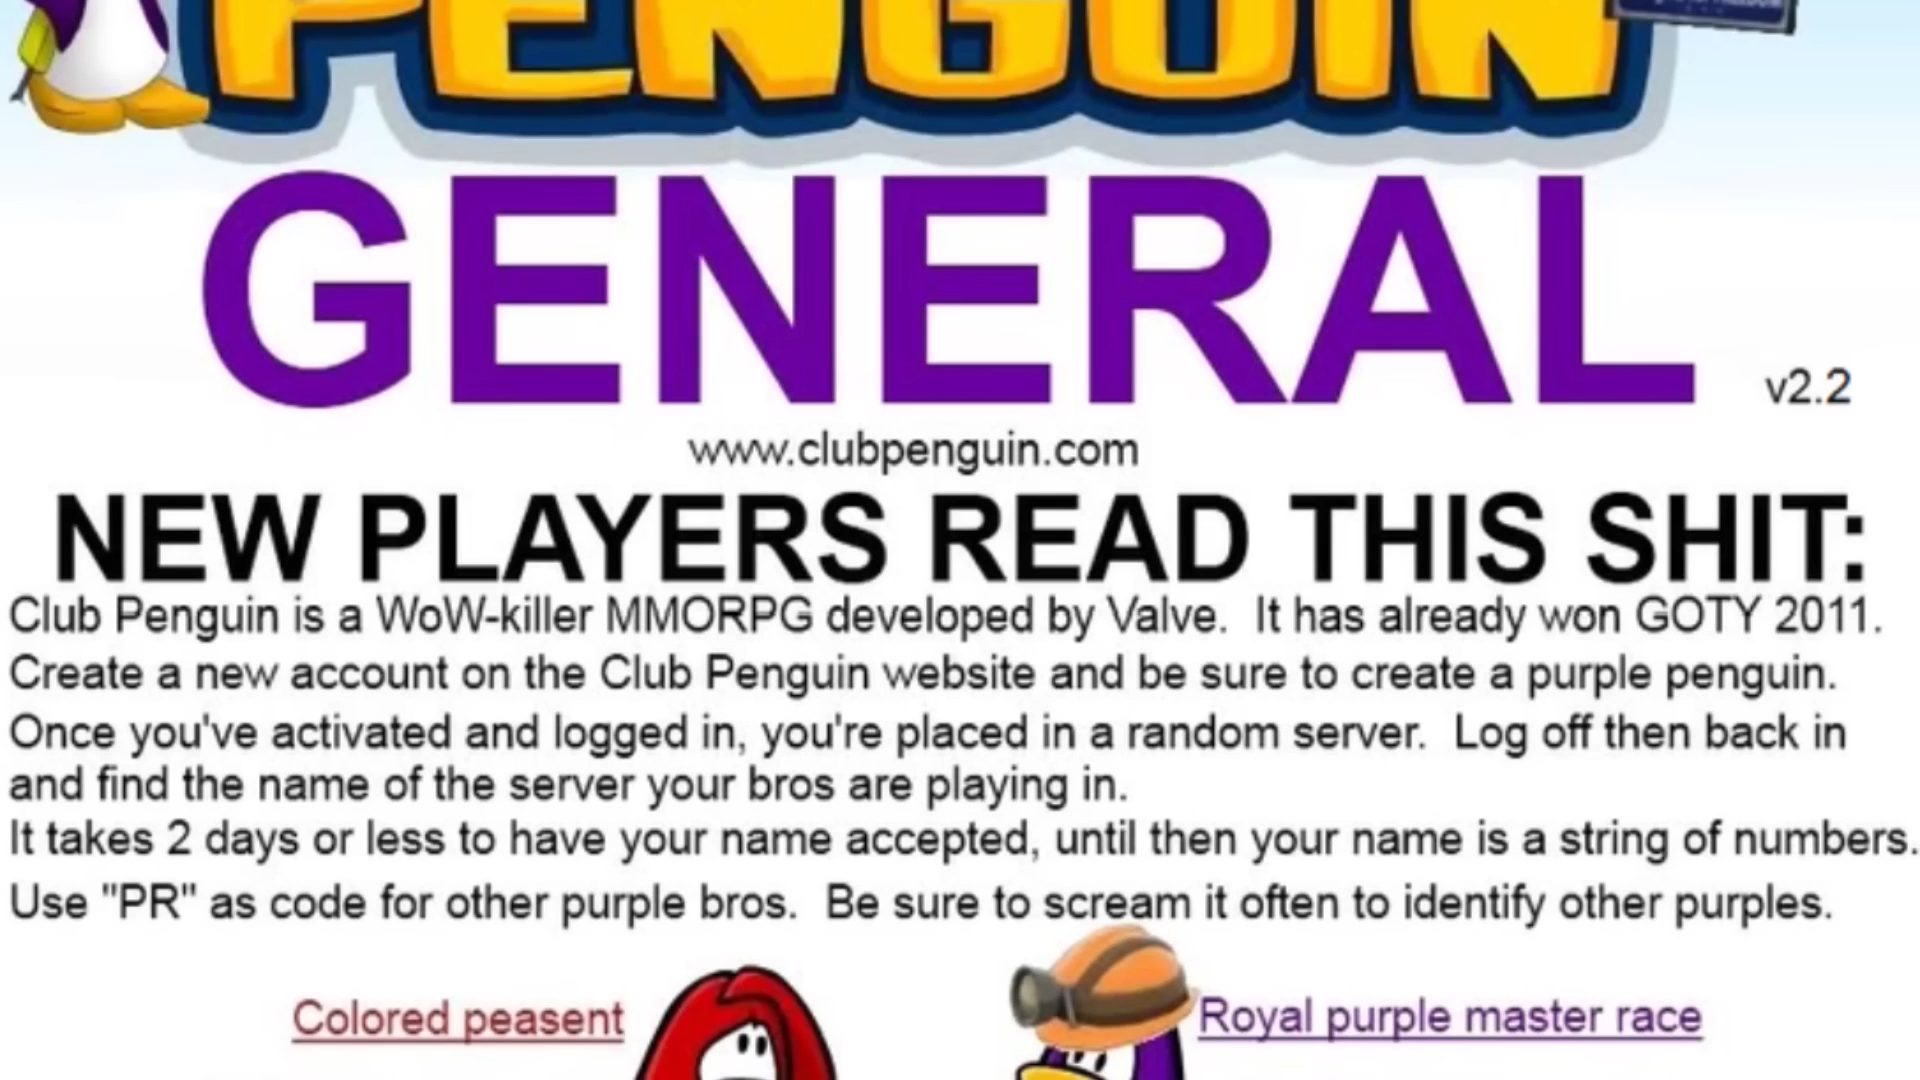 PENGUIN
GENERAL
v2.2
www.clubpenguin.com
NEW PLAYERS READ THIS SHIT:
Club Penguin is a WoW-killer MMORPG developed by Valve.  It has already won GOTY 2011.
Create a new account on the Club Penguin website and be sure to create a purple penguin.
Once you've activated and logged in, you're placed in a random server.  Log off then back in
and find the name of the server your bros are playing in.
It takes 2 days or less to have your name accepted, until then your name is a string of numbers.
Use "PR" as code for other purple bros.  Be sure to scream it often to identify other purples.
Colored peasent
Royal purple master race